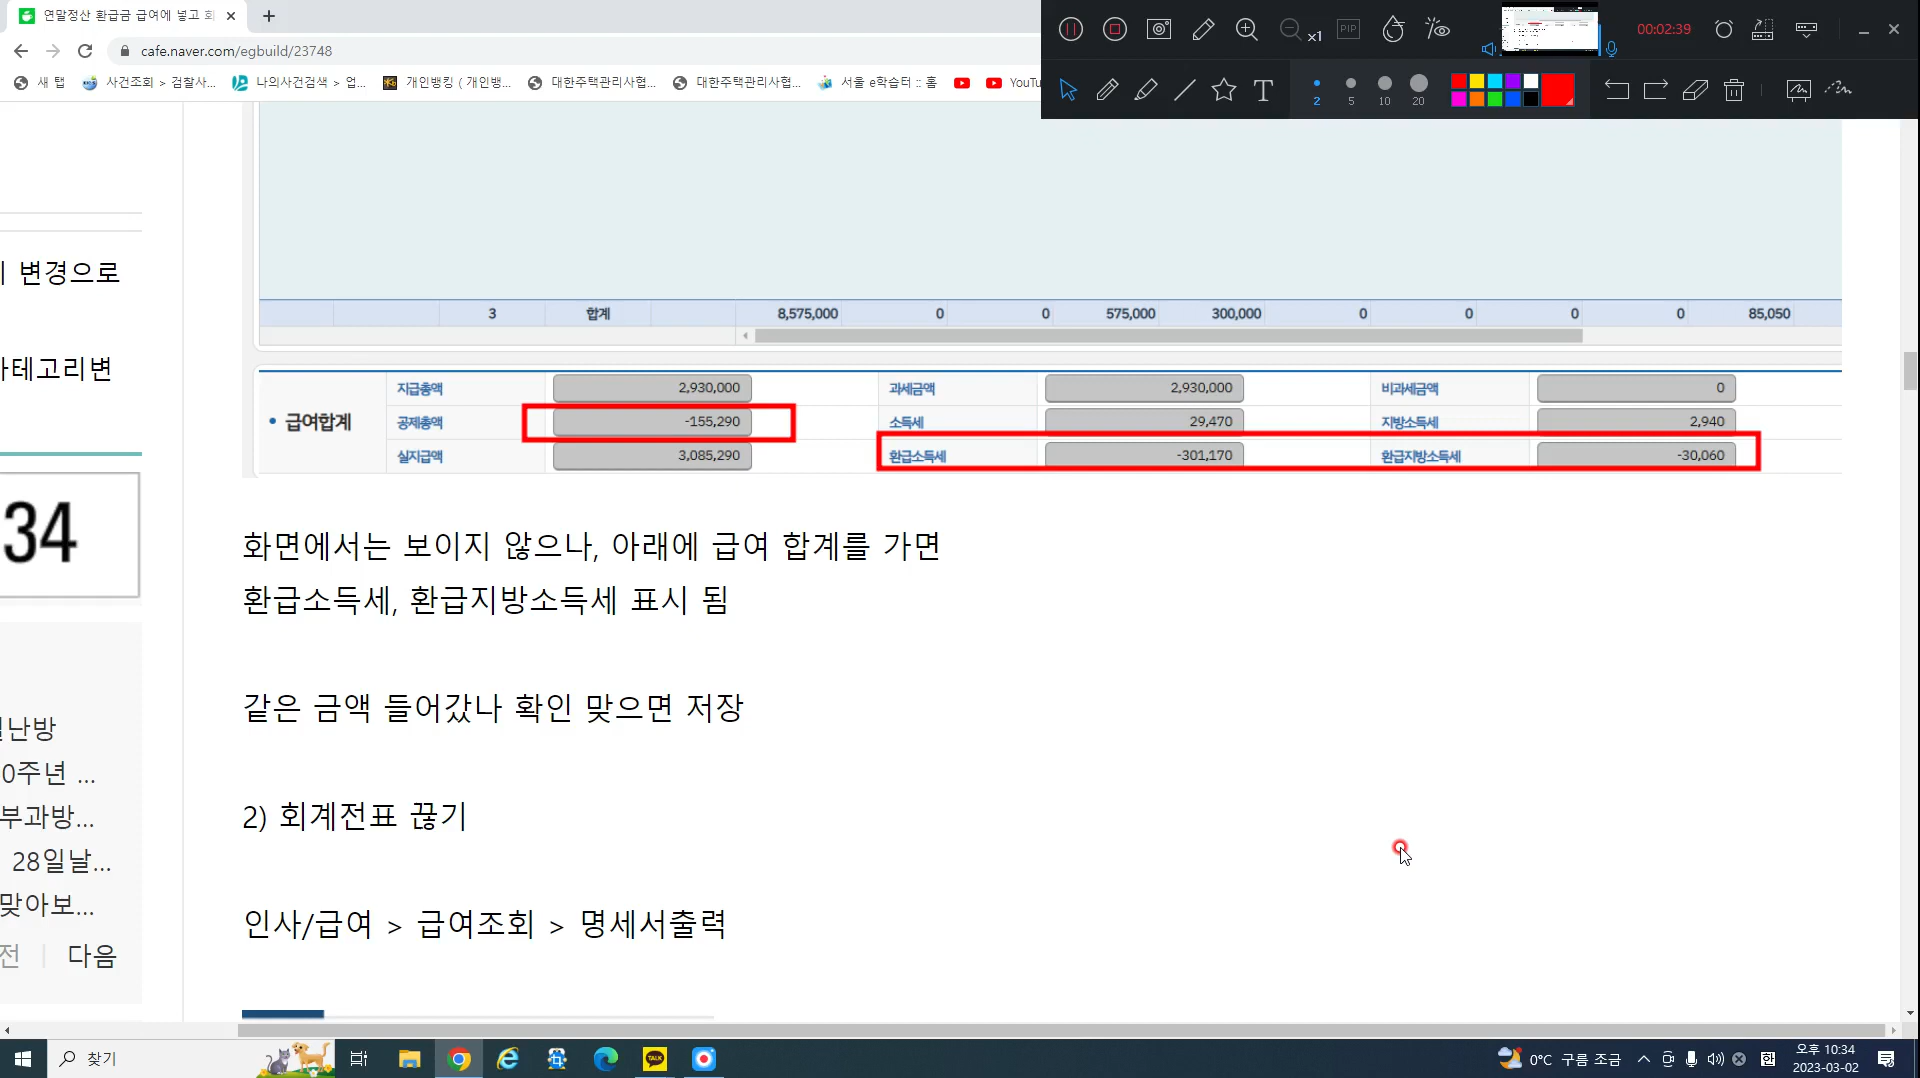 연말정산 환급금 급여에 넣고 회
cafe.naver.com/egbuild/23748
새 탭
사건조회 > 검찰사...
나의사건검색 > 업...
개인뱅킹 ( 개인뱅...
대한주택관리사협...
대한주택관리사협...
서울 e학습터 :: 홈
YouTu
x1
PIP
00:02:39
T
2 5 10 20
변경으로
테고리변
34
난방
0주년 ...
부과방...
28일날...
맞아보...
전 | 다음
3 합계 8,575,000 0 0 575,000 300,000 0 0 0 0 85,050
지급총액 2,930,000 과세금액 2,930,000 비과세금액 0
• 급여합계 공제총액 -155,290 소득세 29,470 지방소득세 2,940
실지급액 3,085,290 환급소득세 -301,170 환급지방소득세 -30,060
화면에서는 보이지 않으나, 아래에 급여 합계를 가면
환급소득세, 환급지방소득세 표시 됨
같은 금액 들어갔나 확인 맞으면 저장
2) 회계전표 끊기
인사/급여 > 급여조회 > 명세서출력
찾기
TALK
0°C 구름 조금
한
오후 10:34
2023-03-02